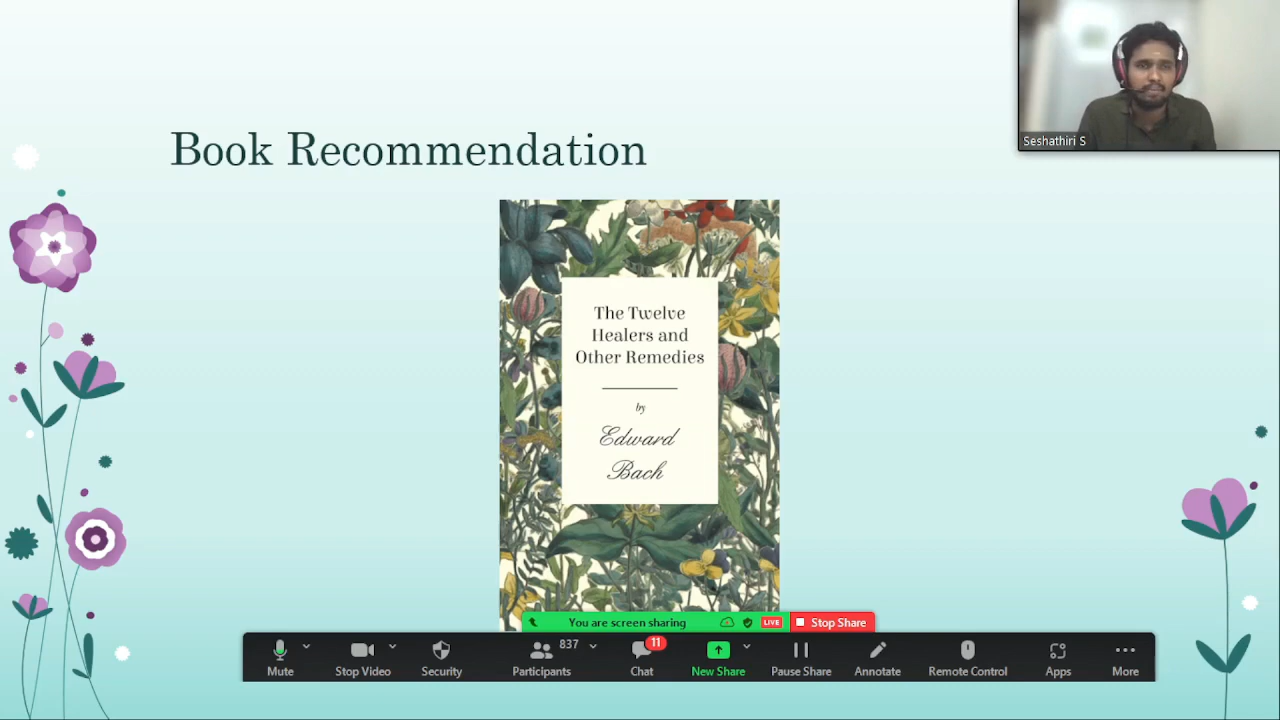 Seshathiri S
Book Recommendation
The Twelve
Healers and
Other Remedies
by
Edward
Bach
You are screen sharing
LIVE
Stop Share
Mute
Stop Video
Security
837
Participants
11
Chat
New Share
Pause Share
Annotate
Remote Control
Apps
More